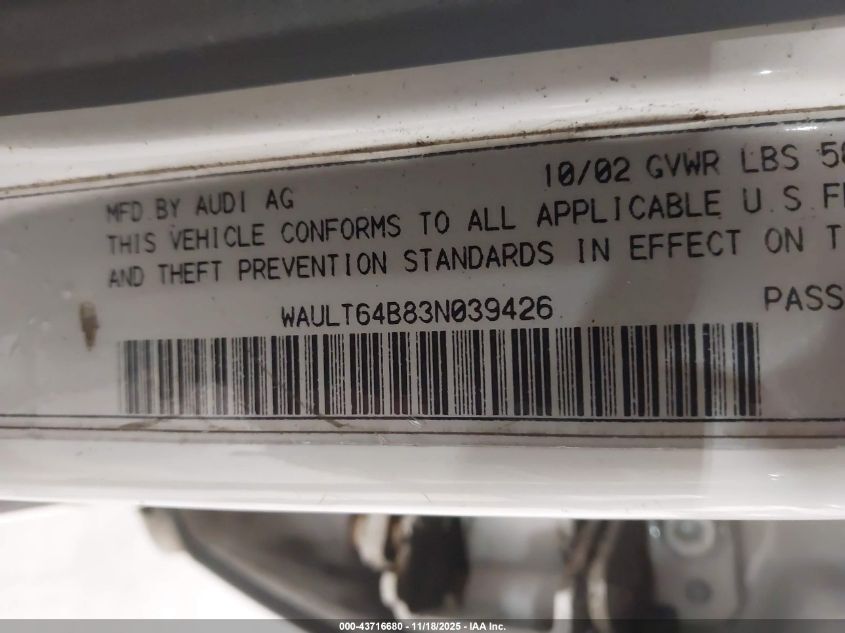 10/02 GVWR LBS 50
MFD BY AUDI AG
THIS VEHICLE CONFORMS TO ALL APPLICABLE U.S.
AND THEFT PREVENTION STANDARDS IN EFFECT ON
WAULT64B83N039426
PASS
000-43716680 - 11/18/2025 - IAA Inc.